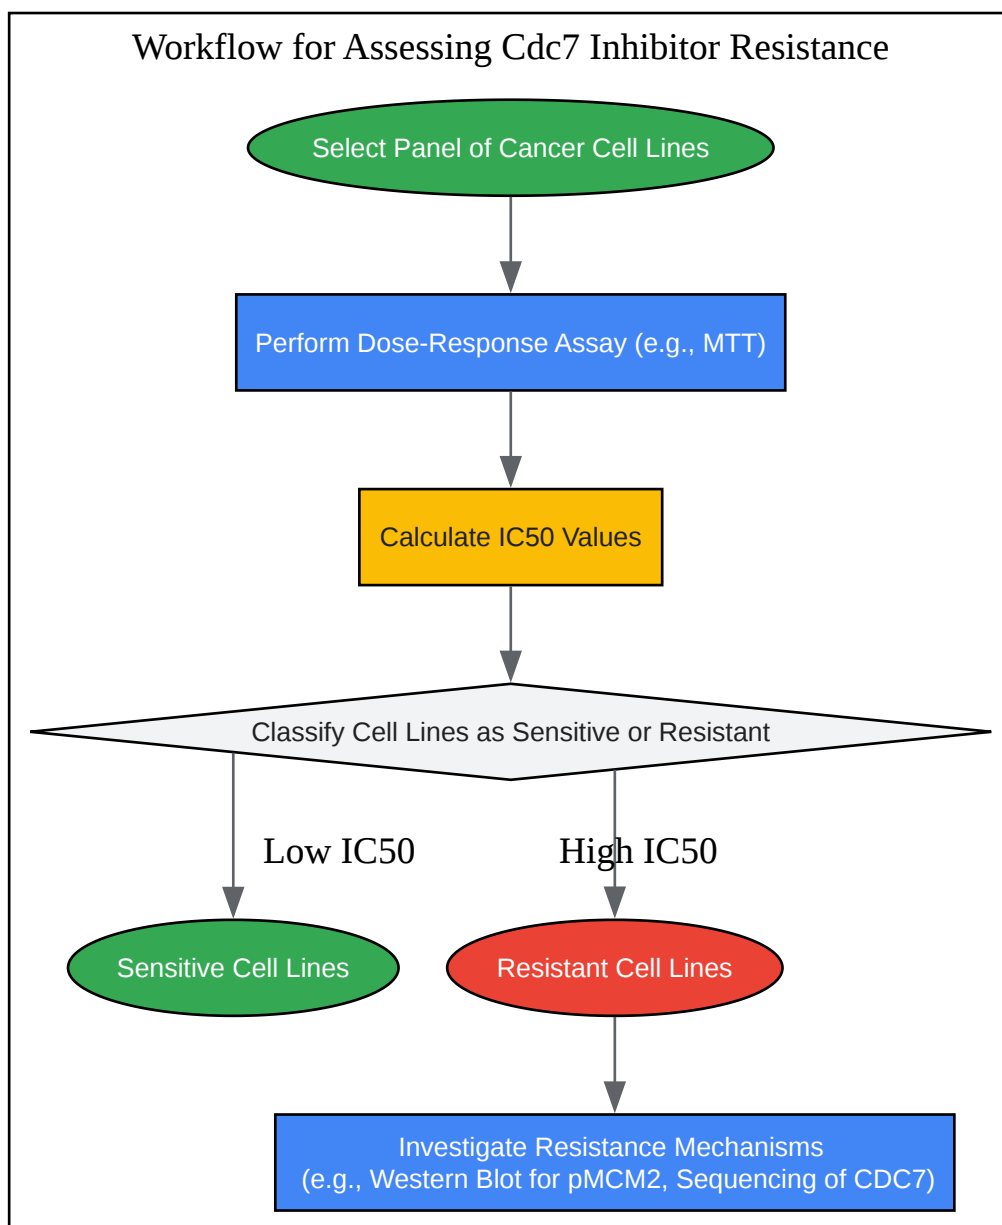 Workflow for Assessing Cdc7 Inhibitor Resistance
Select Panel of Cancer Cell Lines
Perform Dose-Response Assay (e.g., MTT)
Calculate IC50 Values
Classify Cell Lines as Sensitive or Resistant
Low IC50
High IC50
Sensitive Cell Lines
Resistant Cell Lines
Investigate Resistance Mechanisms
(e.g., Western Blot for pMCM2, Sequencing of CDC7)